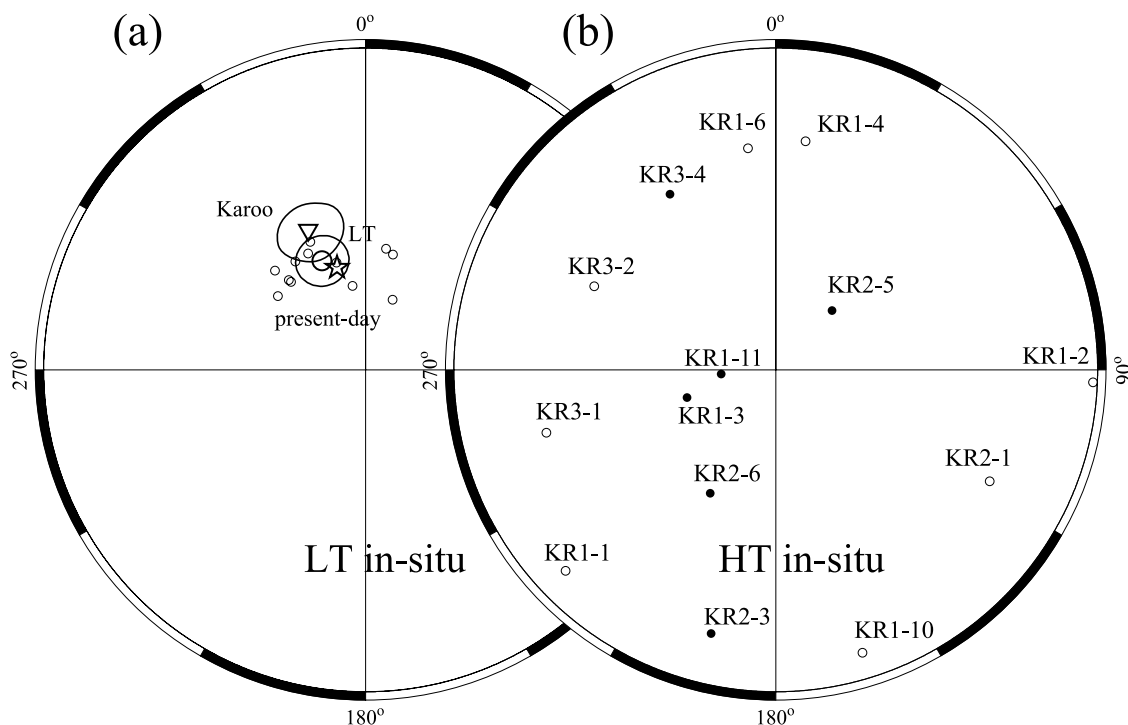 (a)
0°
(b)
0°
KR1-6
KR1-4
KR3-4
Karoo
LT
KR3-2
KR2-5
present-day
KR1-11
KR1-2
270°
270°
90°
KR3-1
KR1-3
KR2-6
KR2-1
LT in-situ
KR1-1
HT in-situ
KR2-3
KR1-10
180°
180°